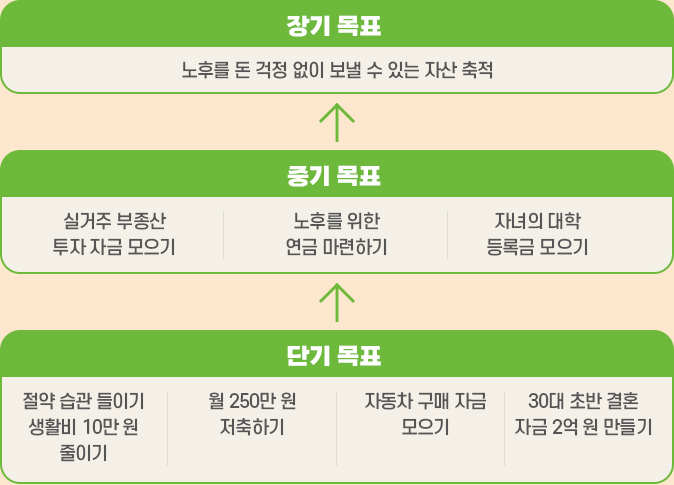 장기 목표
노후를 돈 걱정 없이 보낼 수 있는 자산 축적
중기 목표
실거주 부종산
투자 자금 모으기
노후를 위한
연금 마련하기
자녀의 대학
등록금 모으기
단기 목표
절약 습관 들이기
생활비 10만 원
줄이기
월 250만 원
저축하기
자동차 구매 자금
모으기
30대 초반 결혼
자금 2억 원 만들기